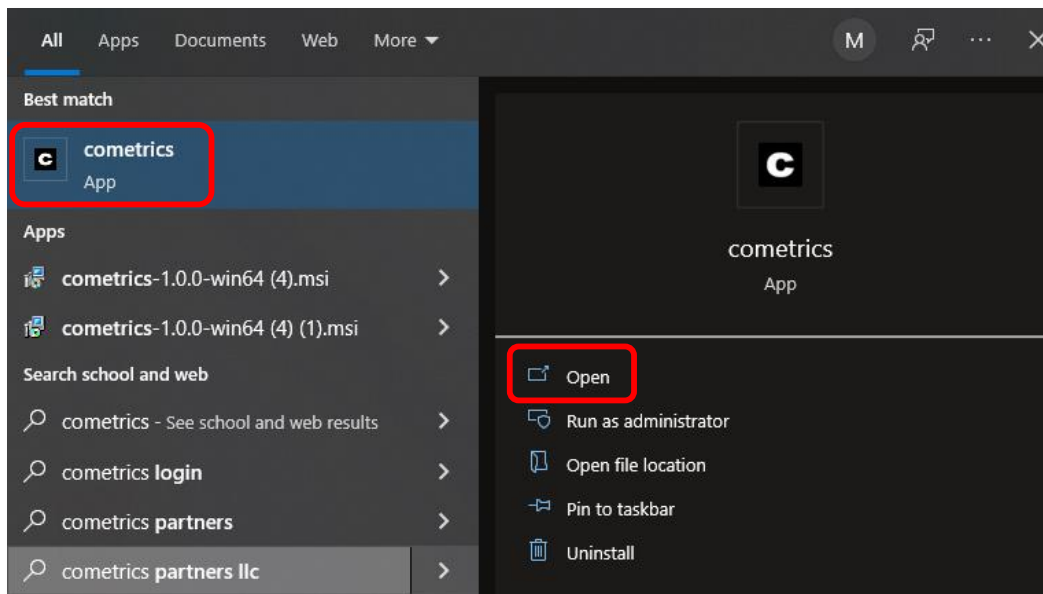 All Apps Documents Web More M ···
Best match
c cometrics
App
Apps
cometrics-1.0.0-win64 (4).msi
cometrics-1.0.0-win64 (4) (1).msi
Search school and web
cometrics - See school and web results
cometrics login
cometrics partners
cometrics partners llc
c
cometrics
App
Open
Run as administrator
Open file location
Pin to taskbar
Uninstall